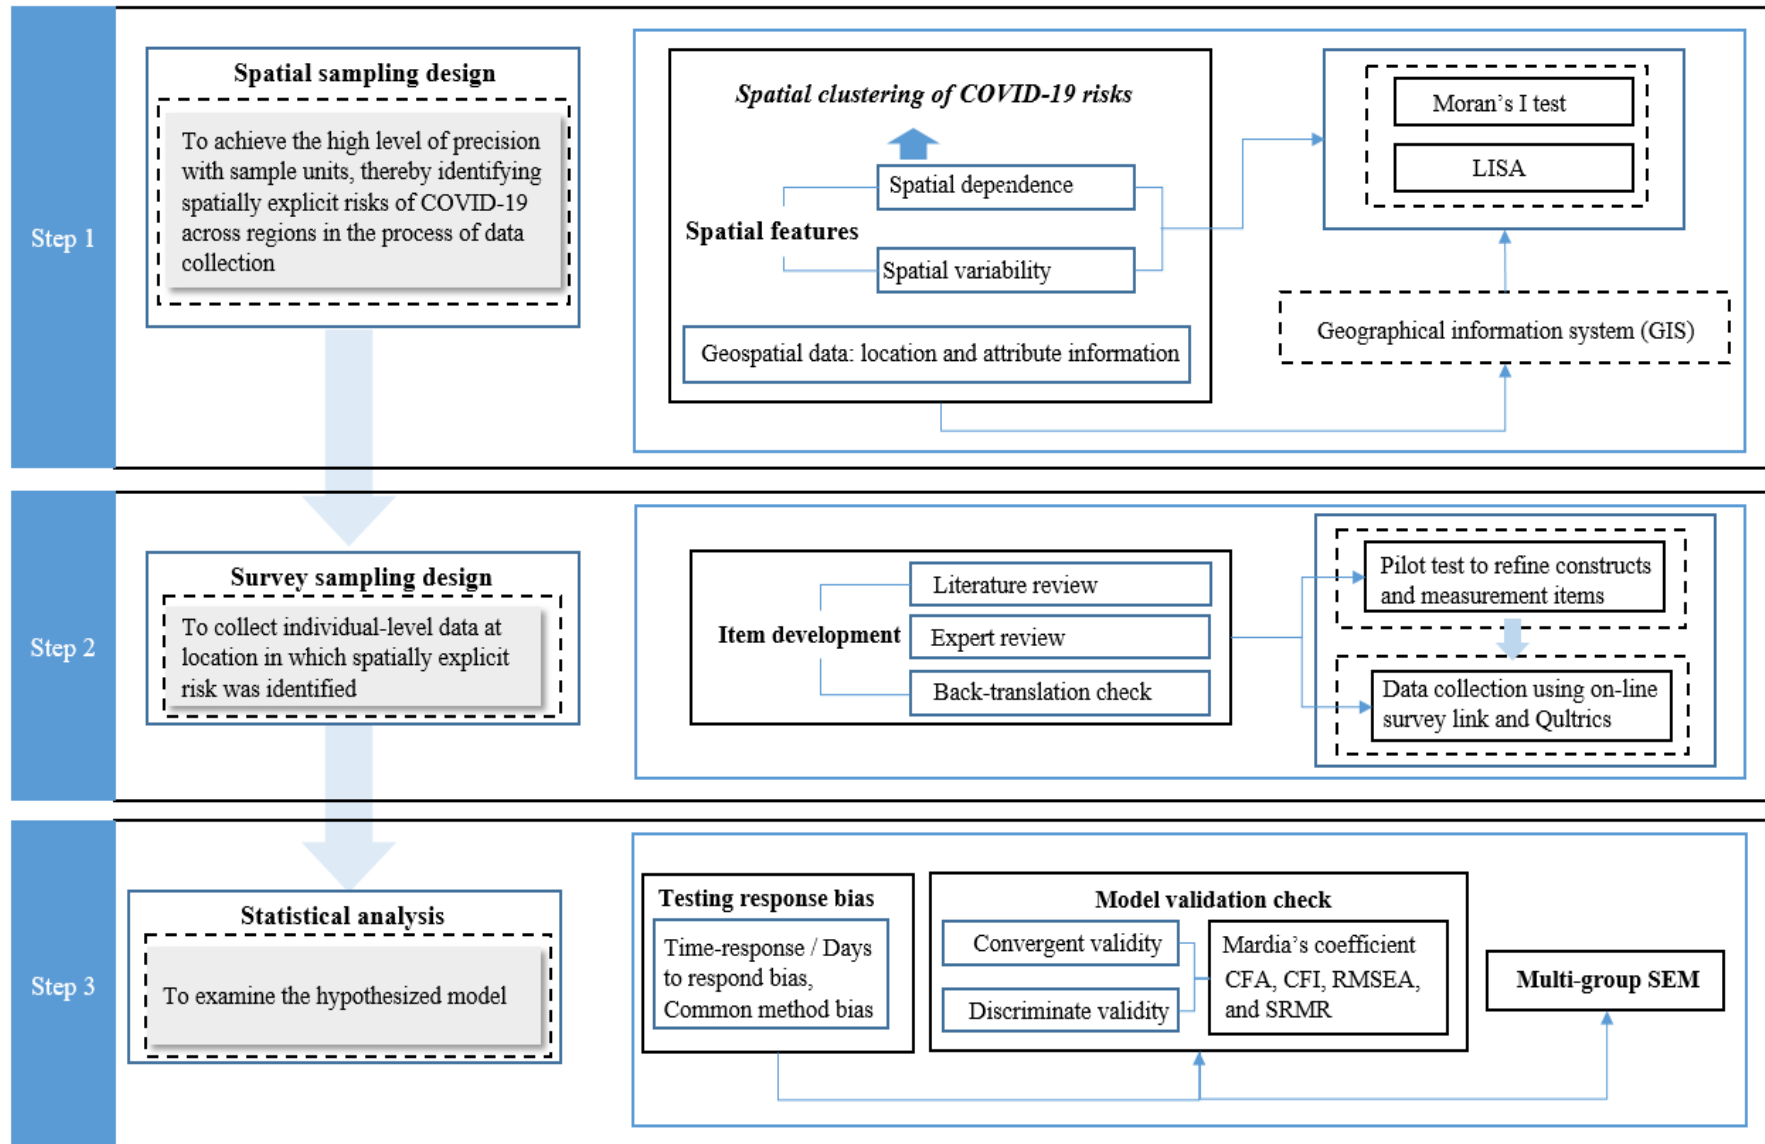 Step 1
Spatial sampling design
To achieve the high level of precision
with sample units, thereby identifying
spatially explicit risks of COVID-19
across regions in the process of data
collection
Spatial clustering of COVID-19 risks
Spatial dependence
Spatial features
Spatial variability
Geospatial data: location and attribute information
Moran's I test
LISA
Geographical information system (GIS)
Step 2
Survey sampling design
To collect individual-level data at
location in which spatially explicit
risk was identified
Literature review
Item development
Expert review
Back-translation check
Pilot test to refine constructs
and measurement items
Data collection using on-line
survey link and Qultrics
Step 3
Statistical analysis
To examine the hypothesized model
Testing response bias
Time-response / Days
to respond bias,
Common method bias
Model validation check
Convergent validity
Discriminate validity
Mardia's coefficient
CFA, CFI, RMSEA,
and SRMR
Multi-group SEM